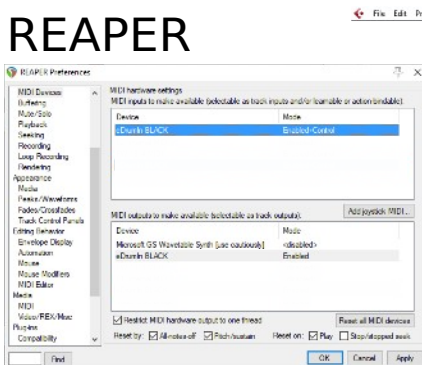 File Edit
REAPER
REAPER Preferences
MIDI Devices
Buffering
Mute/Solo
Playback
Seeking
Recording
Loop Recording
Rendering
Appearance
Media
Peaks/Waveforms
Fades/Crossfades
Track Control Panels
Editing Behavior
Envelope Display
Automation
Mouse
Mouse Modifiers
MIDI Editor
Media
MIDI
Video/REX/Misc
Plug-ins
Compatibility
Find
MIDI hardware settings
MIDI inputs to make available (selectable as track inputs and/or learnable or action bindable):
Device Mode
eDrumIn BLACK Enabled+Control
Add joystick MIDI...
MIDI outputs to make available (selectable as track outputs):
Device Mode
Microsoft GS Wavetable Synth [use cautiously] <disabled>
eDrumIn BLACK Enabled
Restrict MIDI hardware output to one thread Reset all MIDI devices
Reset by: All-notes-off Pitch/sustain Reset on: Play Stop/stopped seek
OK Cancel Apply